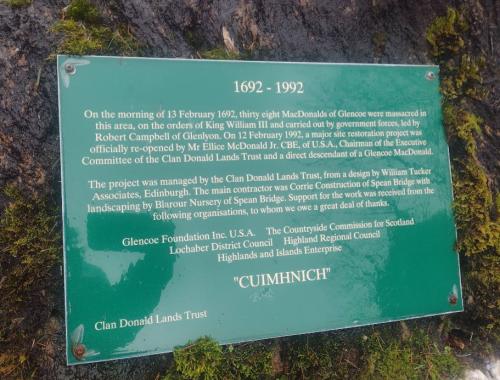 1692 - 1992
On the morning of 13 February 1692, thirty eight MacDonalds of Glencoe were massacred in
this area, on the orders of King William III and carried out by government forces, led by
Robert Campbell of Glenlyon. On 12 February 1992, a major site restoration project was
officially re-opened by Mr Ellice McDonald Jr. CBE, of U.S.A., Chairman of the Executive
Committee of the Clan Donald Lands Trust and a direct descendant of a Glencoe MacDonald.
The project was managed by the Clan Donald Lands Trust, from a design by William Tucker
Associates, Edinburgh. The main contractor was Corrie Construction of Spean Bridge with
landscaping by Blarour Nursery of Spean Bridge. Support for the work was received from the
following organisations, to whom we owe a great deal of thanks.
Glencoe Foundation Inc. U.S.A. The Countryside Commission for Scotland
Lochaber District Council Highland Regional Council
Highlands and Islands Enterprise
"CUIMHNICH"
Clan Donald Lands Trust